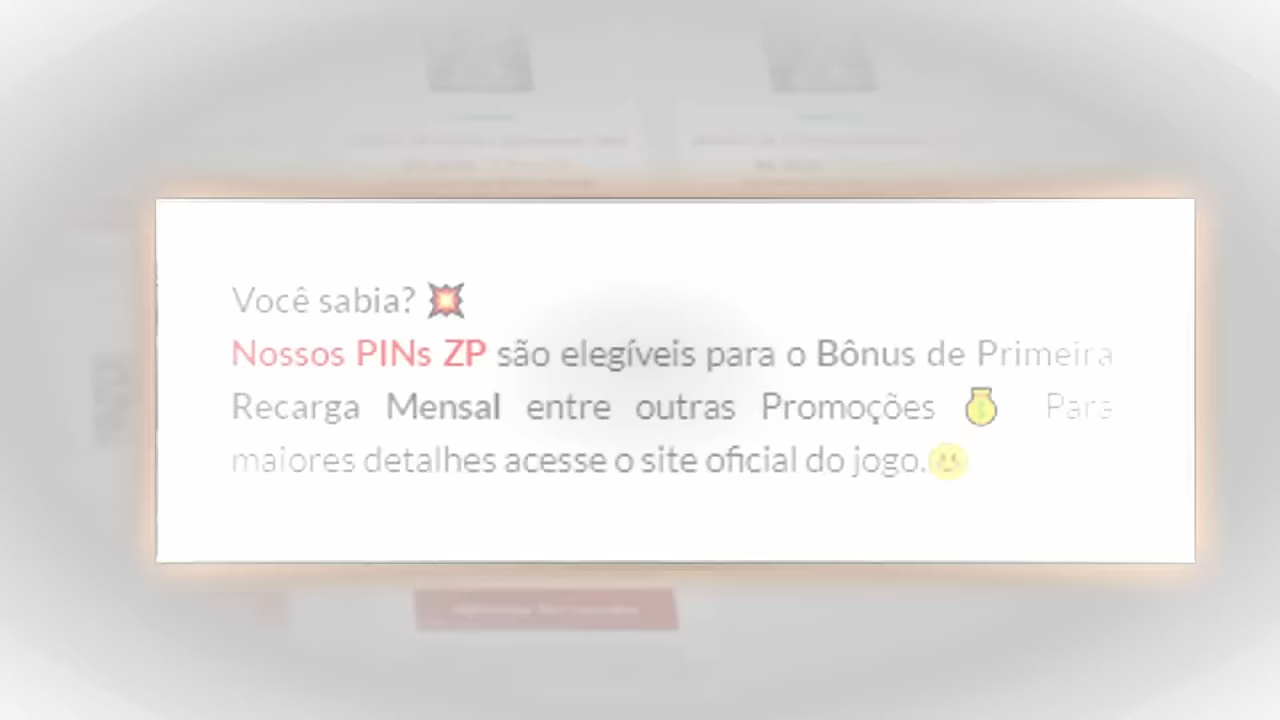 Você sabia? 💥
Nossos PINs ZP são elegíveis para o Bônus de Primeira
Recarga Mensal entre outras Promoções 💰 Para
maiores detalhes acesse o site oficial do jogo.🙂